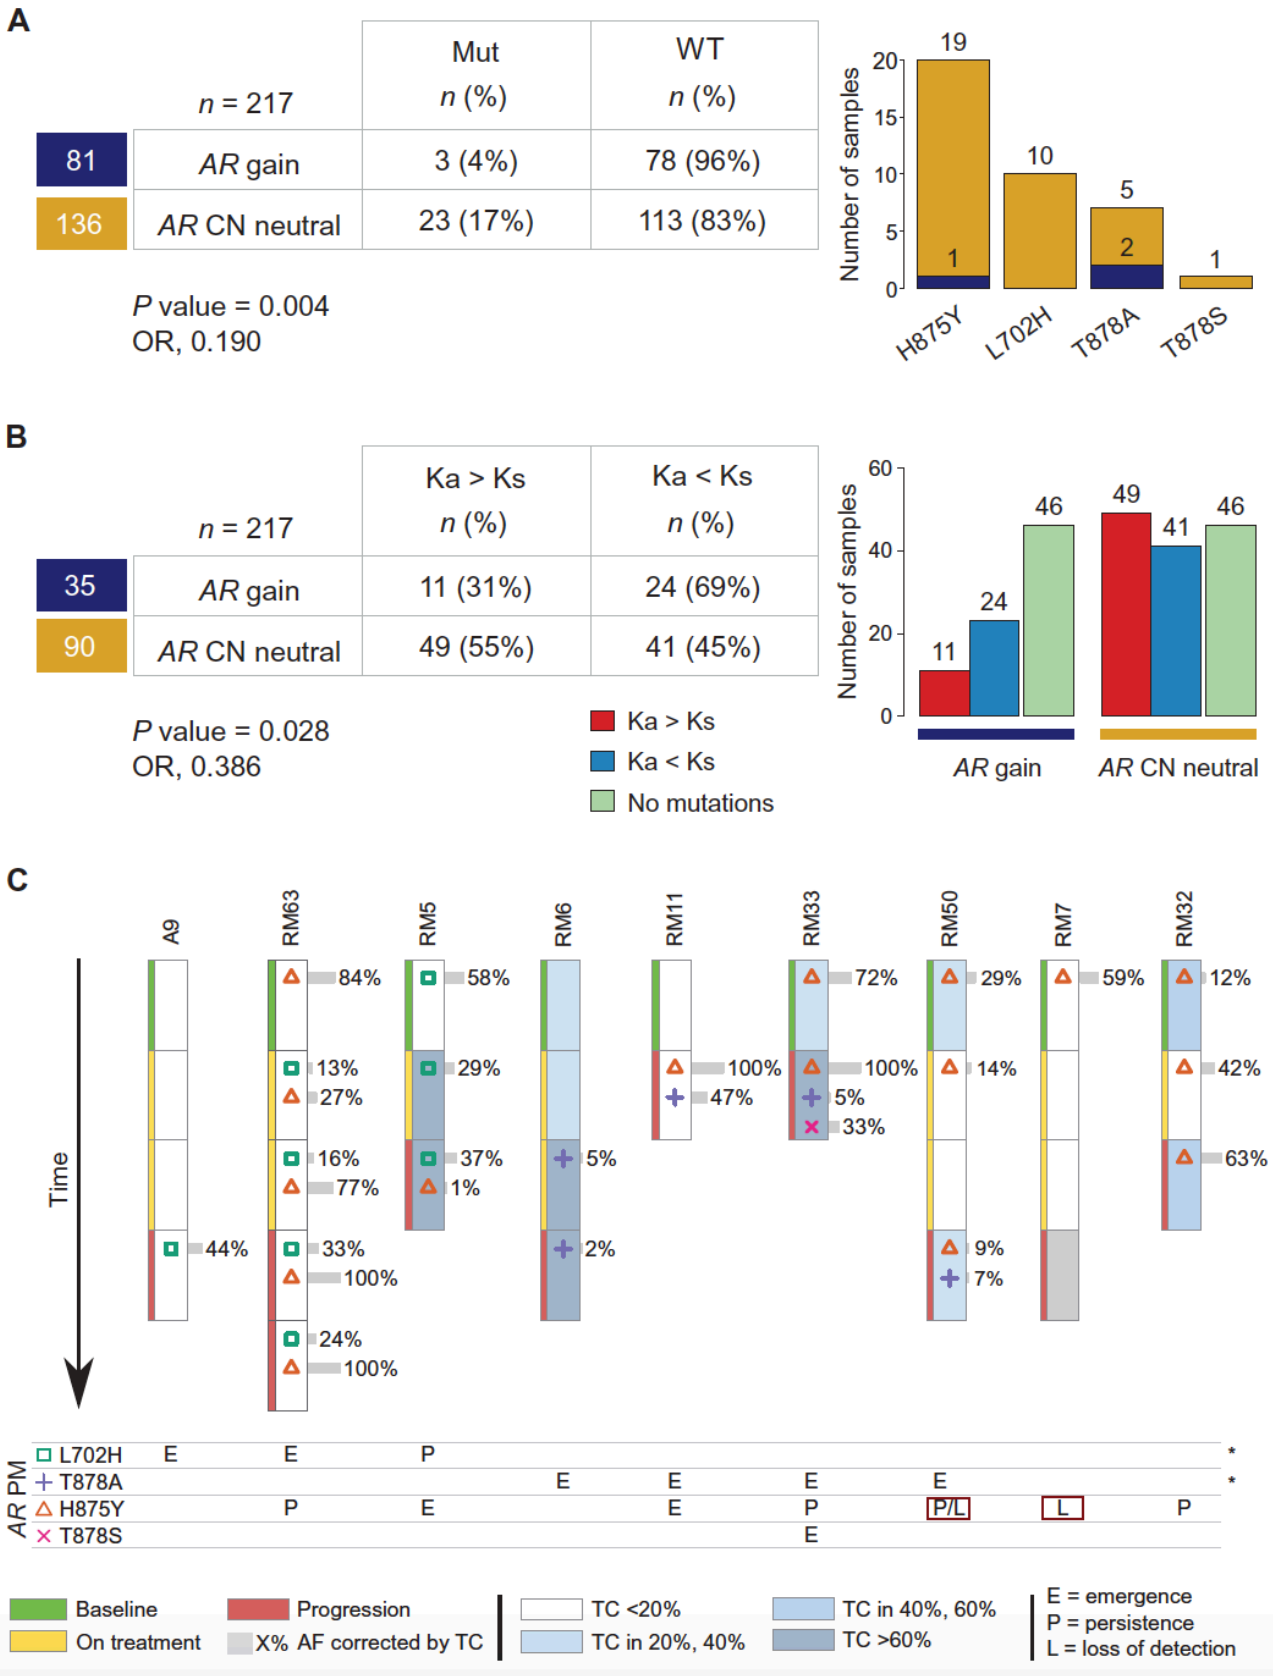 A
Mut
WT
n = 217
n (%)
n (%)
81
AR gain
3 (4%)
78 (96%)
136
AR CN neutral
23 (17%)
113 (83%)
P value = 0.004
OR, 0.190
Number of samples
20
15
10
5
0
19
1
10
5
2
1
H875Y
L702H
T878A
T878S
B
Ka > Ks
Ka < Ks
n = 217
n (%)
n (%)
35
AR gain
11 (31%)
24 (69%)
90
AR CN neutral
49 (55%)
41 (45%)
P value = 0.028
OR, 0.386
Ka > Ks
Ka < Ks
No mutations
Number of samples
60
40
20
0
11
24
46
49
41
46
AR gain
AR CN neutral
C
A9
RM63
RM5
RM6
RM11
RM33
RM50
RM7
RM32
Time
84%
58%
72%
29%
59%
12%
13%
27%
29%
100%
47%
100%
5%
33%
14%
42%
16%
77%
37%
1%
5%
63%
44%
33%
100%
2%
9%
7%
24%
100%
AR PM
L702H E E P *
T878A E E E E *
H875Y P E E P P/L L P
T878S E
Baseline
On treatment
Progression
X% AF corrected by TC
TC <20%
TC in 20%, 40%
TC in 40%, 60%
TC >60%
E = emergence
P = persistence
L = loss of detection